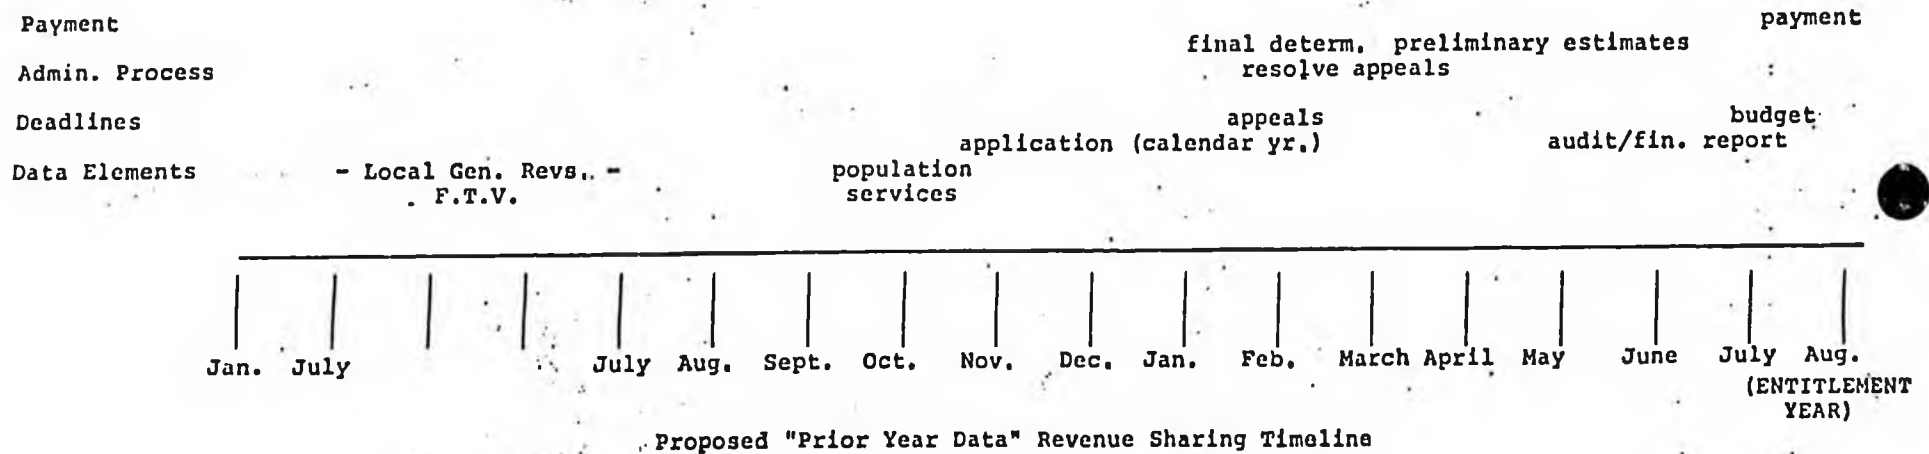 Payment payment
final determ. preliminary estimates
Admin. Process resolve appeals
Deadlines appeals budget
application (calendar yr.) audit/fin. report
Data Elements - Local Gen. Revs. - population
F.T.V. services
Jan. July July Aug. Sept. Oct. Nov. Dec. Jan. Feb. March April May June July Aug.
(ENTITLEMENT
YEAR)
Proposed "Prior Year Data" Revenue Sharing Timeline